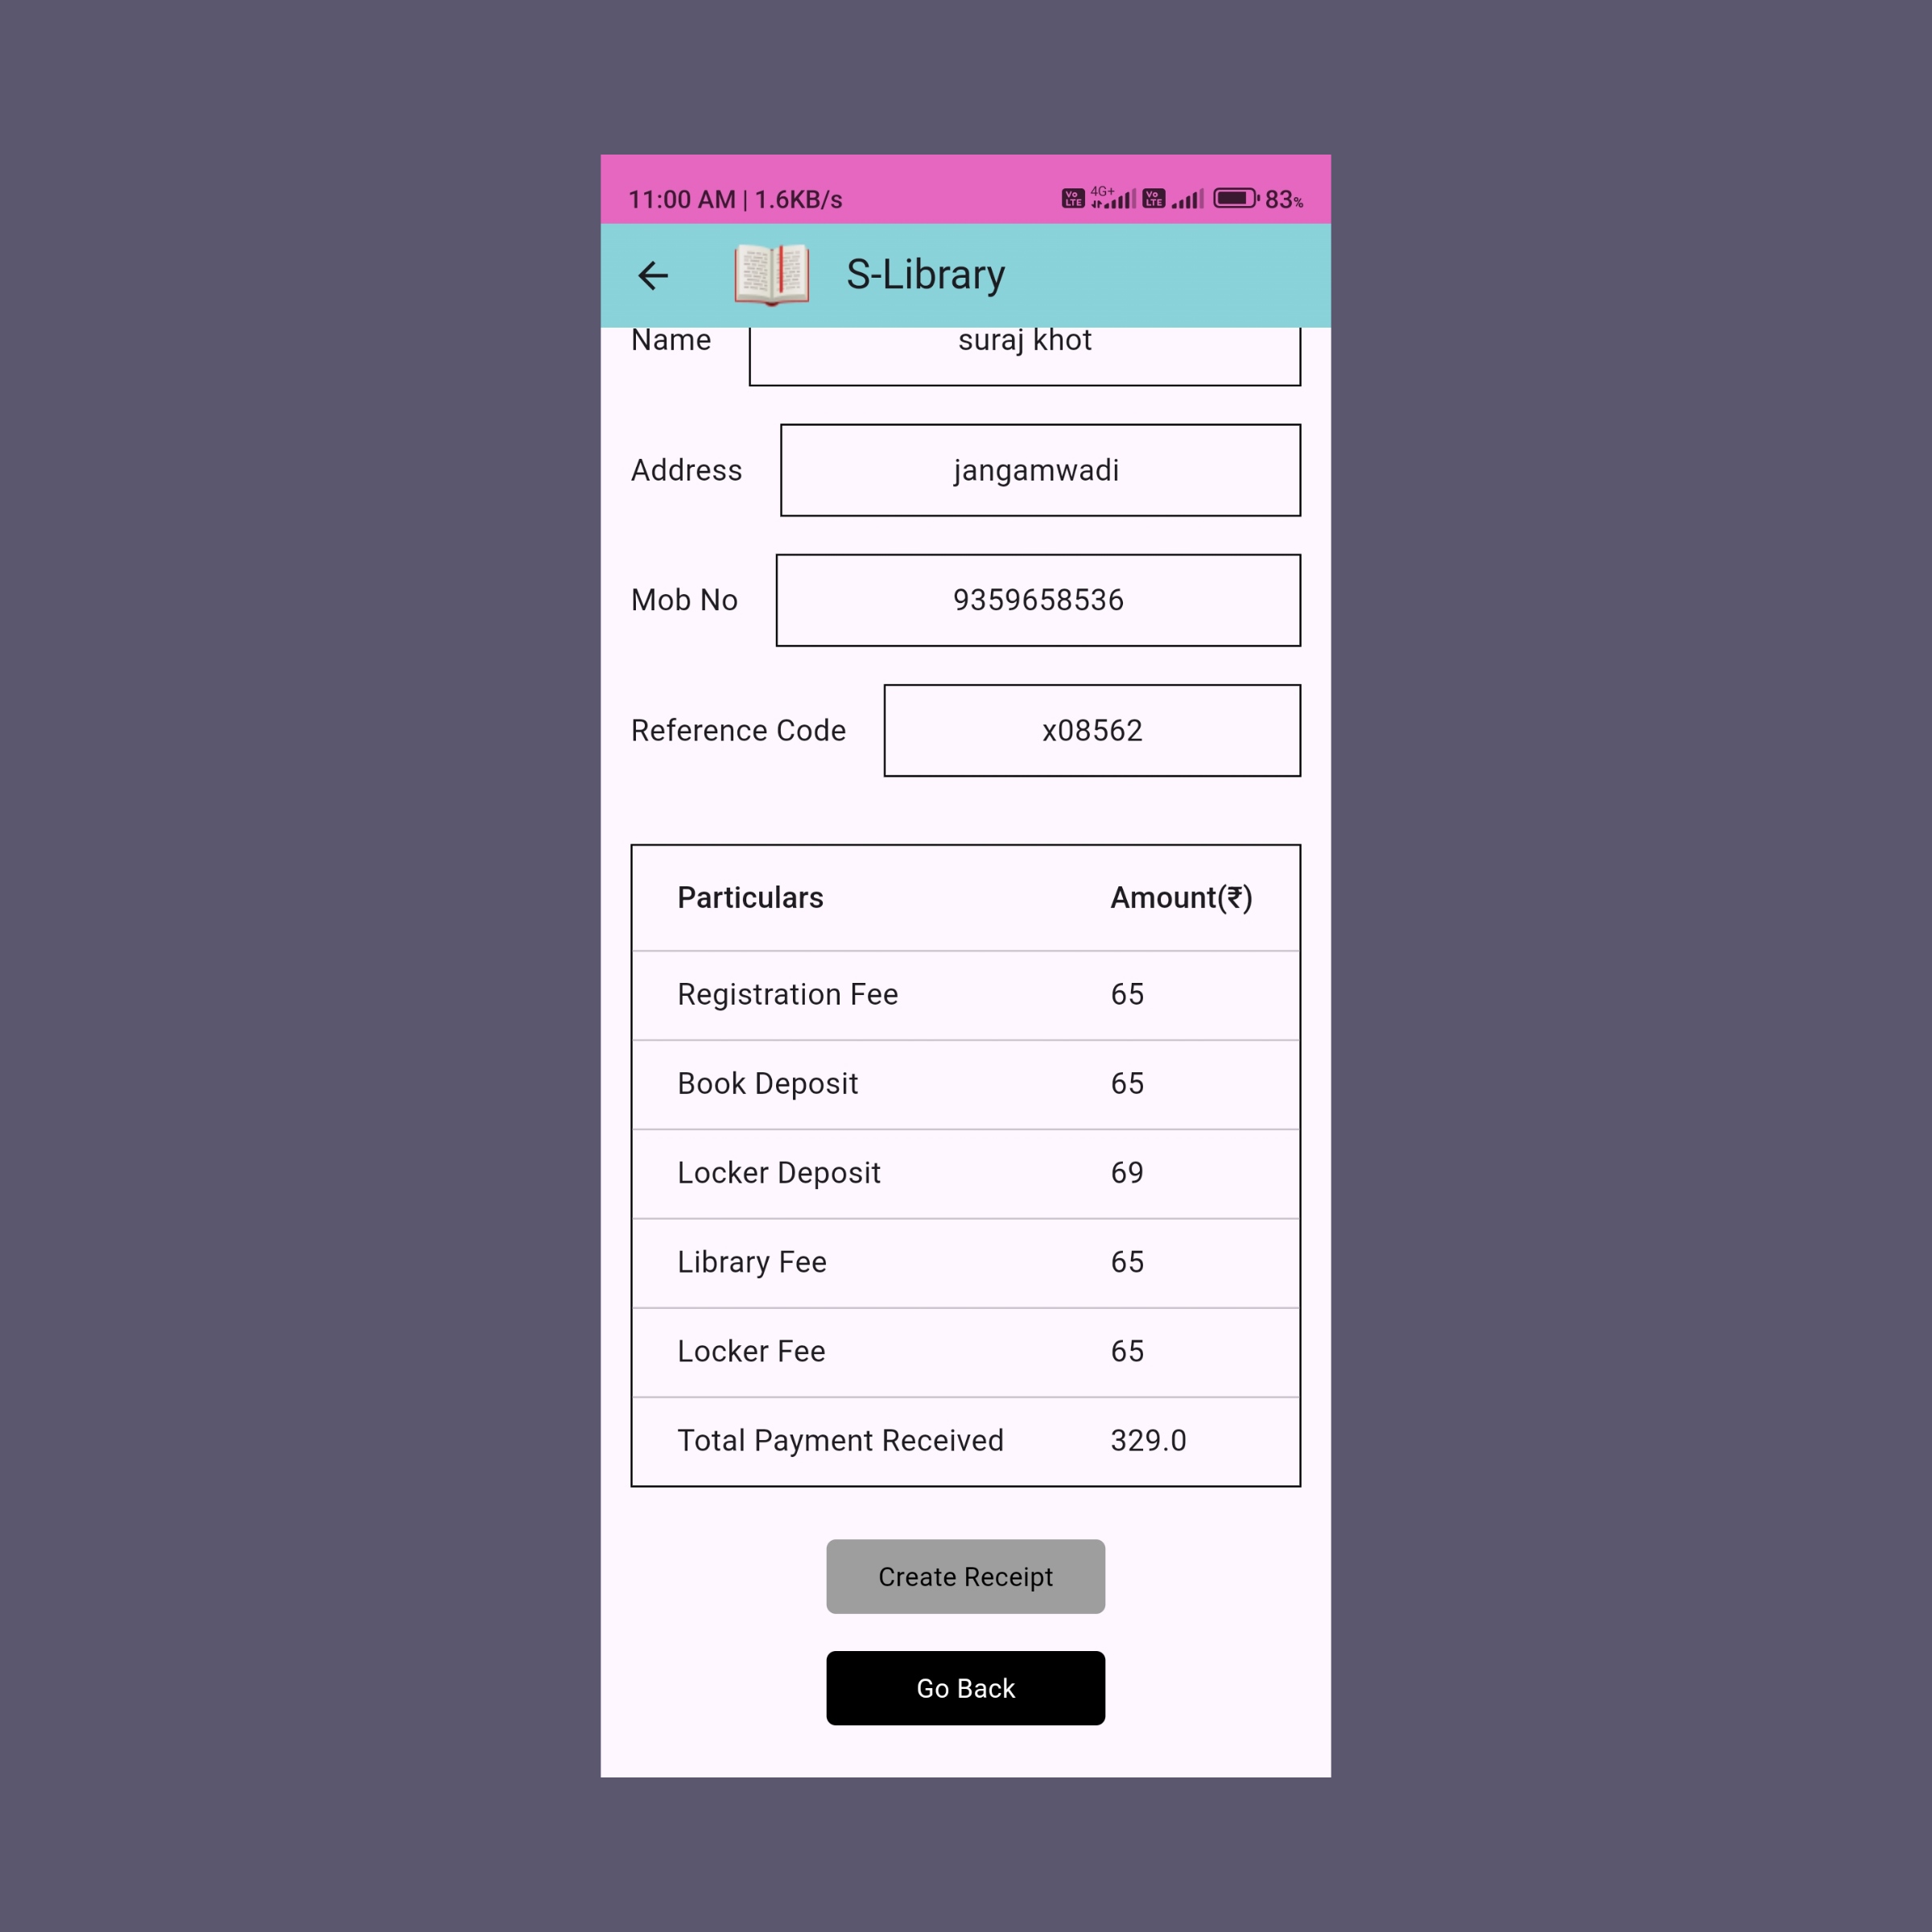 11:00 AM | 1.6KB/s Vo LTE 4G+ Vo LTE 83%
S-Library
Name suraj khot
Address jangamwadi
Mob No 9359658536
Reference Code x08562
Particulars Amount(₹)
Registration Fee 65
Book Deposit 65
Locker Deposit 69
Library Fee 65
Locker Fee 65
Total Payment Received 329.0
Create Receipt
Go Back